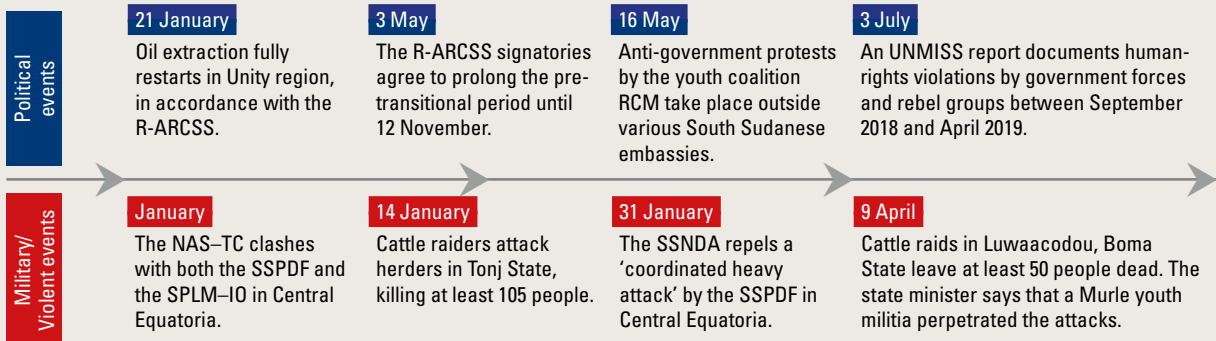 Political
events
21 January
Oil extraction fully
restarts in Unity region,
in accordance with the
R-ARCSS.
3 May
The R-ARCSS signatories
agree to prolong the pre-
transitional period until
12 November.
16 May
Anti-government protests
by the youth coalition
RCM take place outside
various South Sudanese
embassies.
3 July
An UNMISS report documents human-
rights violations by government forces
and rebel groups between September
2018 and April 2019.
Military/
Violent events
January
The NAS–TC clashes
with both the SSPDF and
the SPLM–IO in Central
Equatoria.
14 January
Cattle raiders attack
herders in Tonj State,
killing at least 105 people.
31 January
The SSNDA repels a
‘coordinated heavy
attack’ by the SSPDF in
Central Equatoria.
9 April
Cattle raids in Luwaacodou, Boma
State leave at least 50 people dead. The
state minister says that a Murle youth
militia perpetrated the attacks.